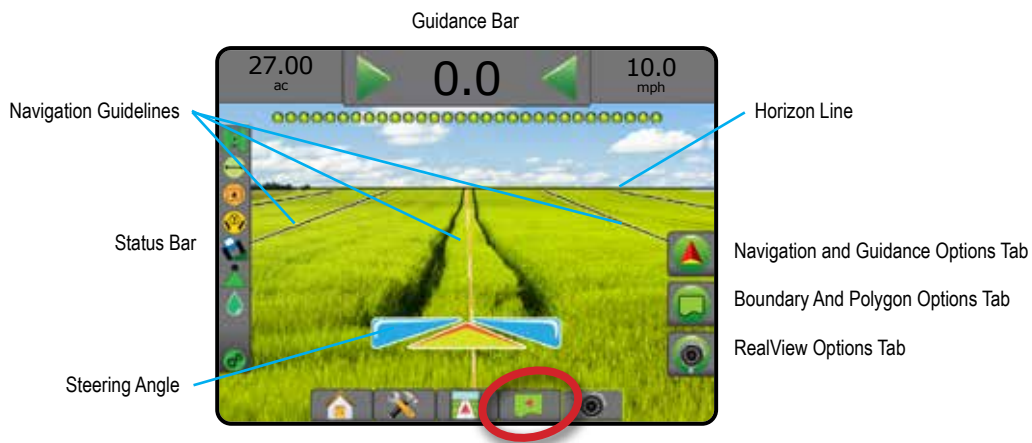 Guidance Bar
27.00
ac
0.0
10.0
mph
Navigation Guidelines
Horizon Line
Status Bar
Navigation and Guidance Options Tab
Boundary And Polygon Options Tab
RealView Options Tab
Steering Angle